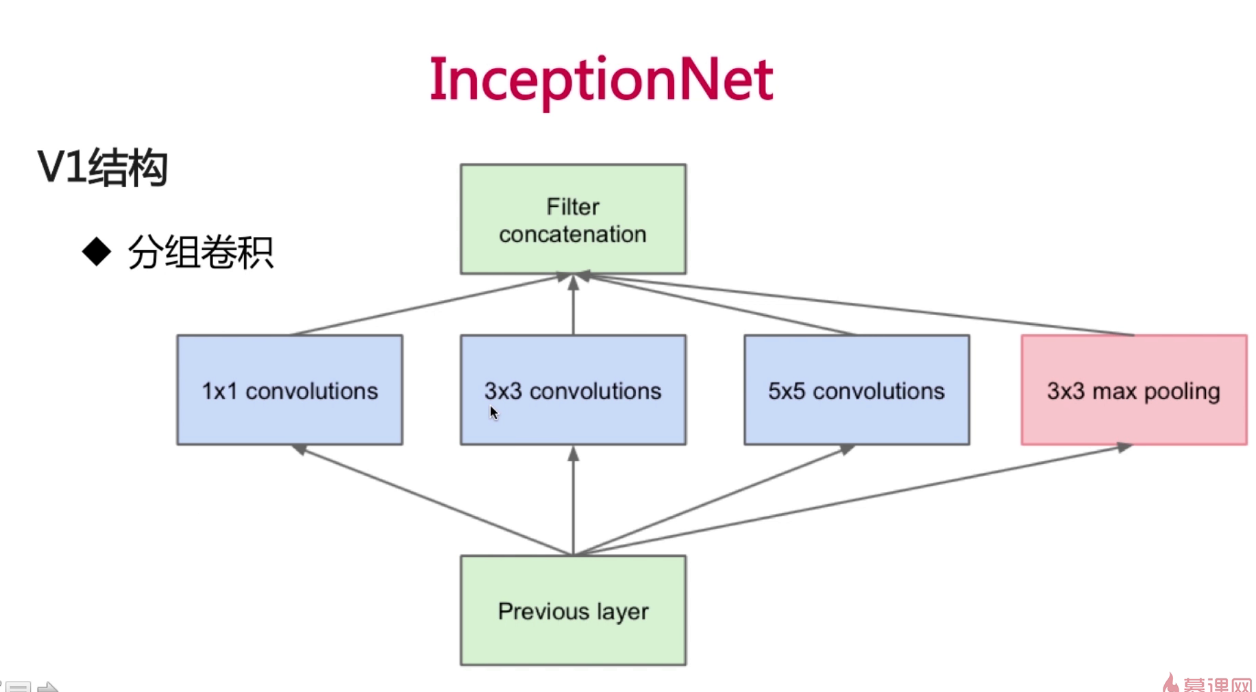 InceptionNet
V1结构
◆ 分组卷积
Filter
concatenation
1x1 convolutions
3x3 convolutions
5x5 convolutions
3x3 max pooling
Previous layer
慕课网